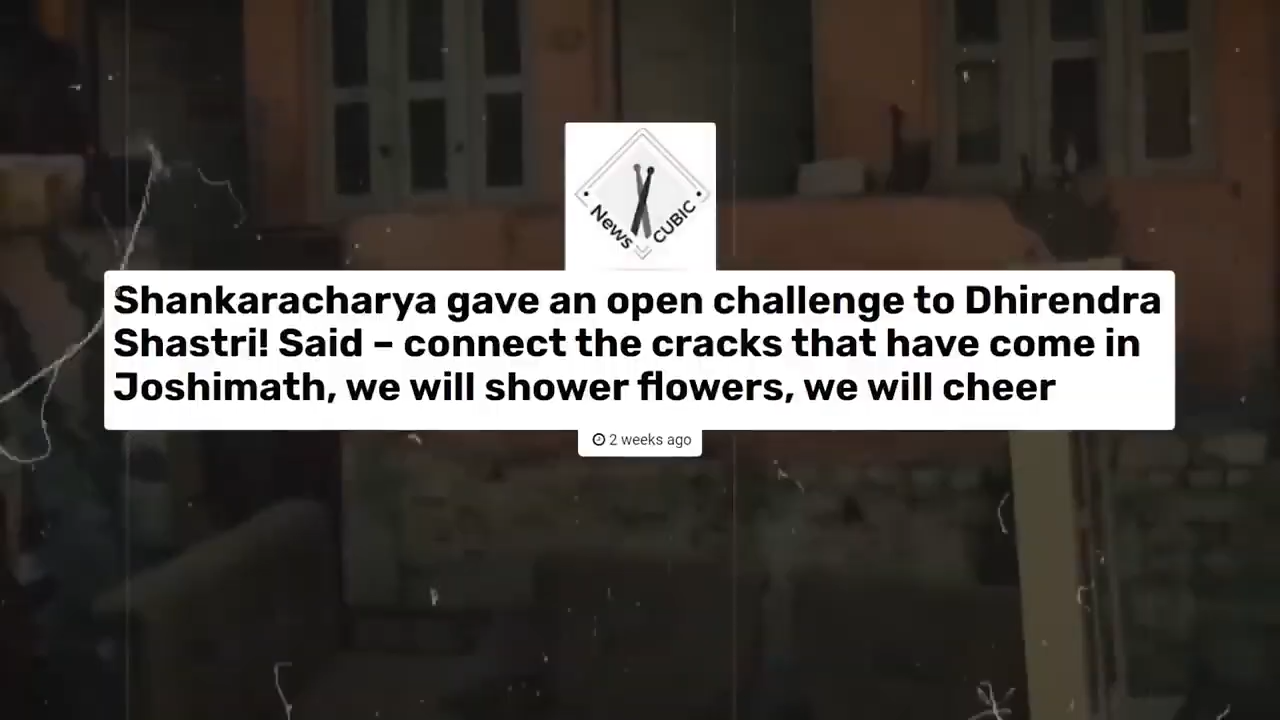 News CUBIC
Shankaracharya gave an open challenge to Dhirendra
Shastri! Said – connect the cracks that have come in
Joshimath, we will shower flowers, we will cheer
2 weeks ago